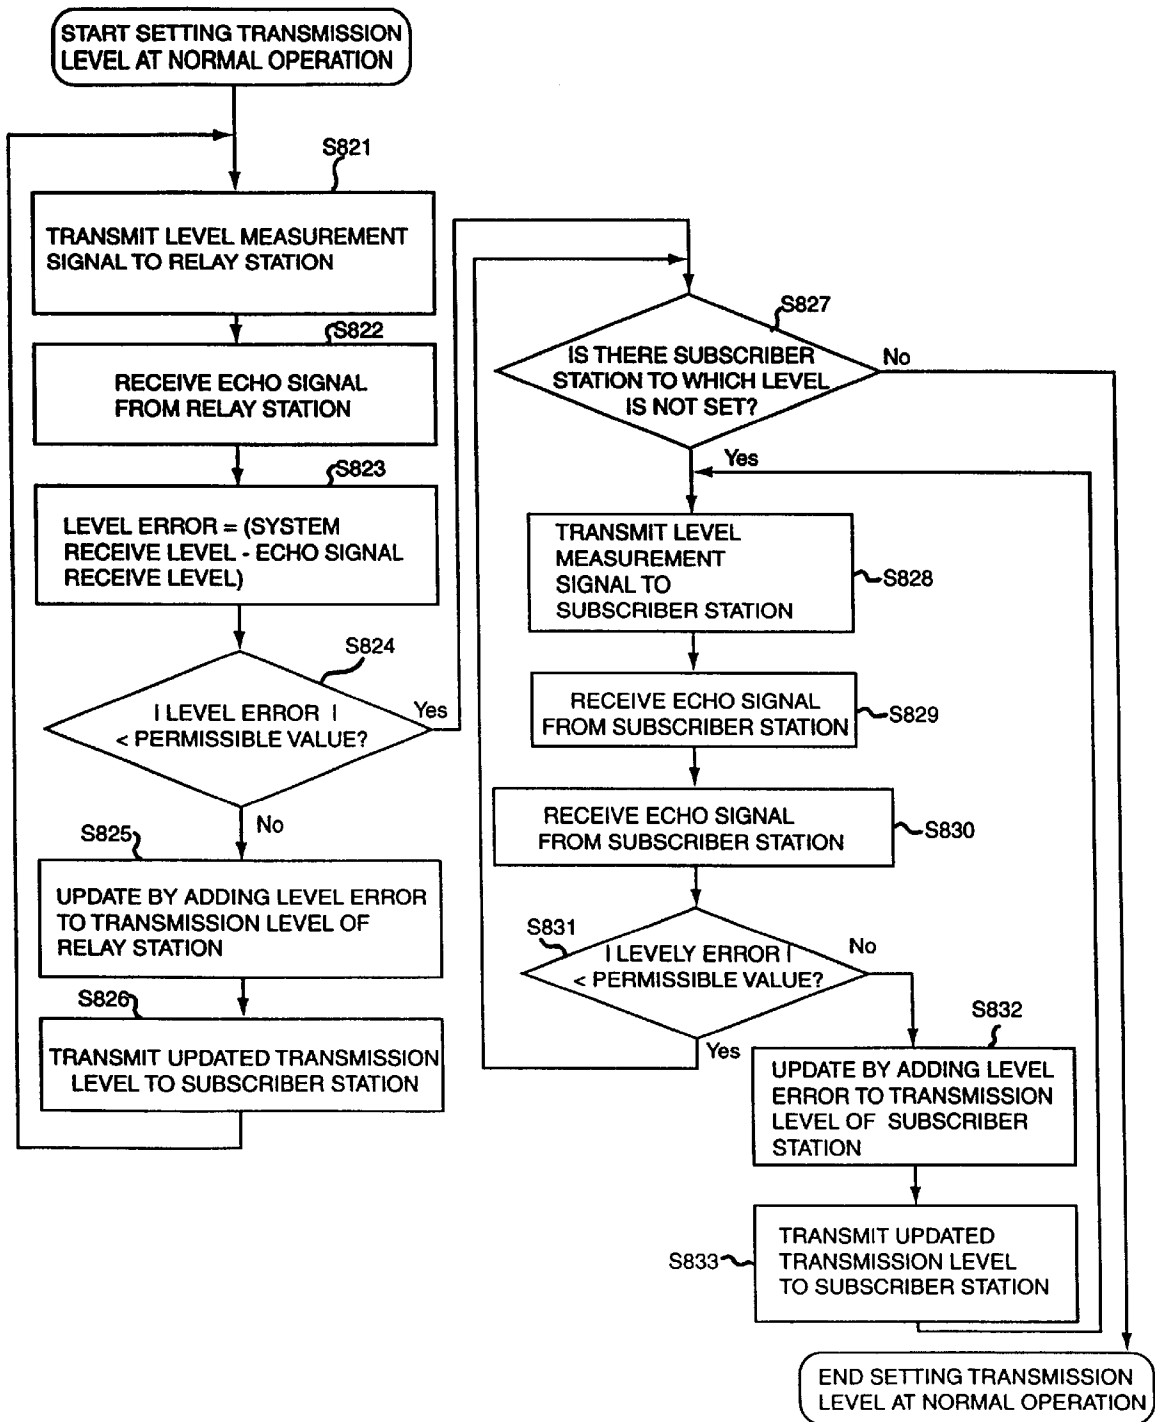 START SETTING TRANSMISSION
LEVEL AT NORMAL OPERATION
S821
TRANSMIT LEVEL MEASUREMENT
SIGNAL TO RELAY STATION
S822
RECEIVE ECHO SIGNAL
FROM RELAY STATION
S823
LEVEL ERROR = (SYSTEM
RECEIVE LEVEL - ECHO SIGNAL
RECEIVE LEVEL)
S824
I LEVEL ERROR I
< PERMISSIBLE VALUE?
Yes
No
S825
UPDATE BY ADDING LEVEL ERROR
TO TRANSMISSION LEVEL OF
RELAY STATION
S826
TRANSMIT UPDATED TRANSMISSION
LEVEL TO SUBSCRIBER STATION
S827
IS THERE SUBSCRIBER
STATION TO WHICH LEVEL
IS NOT SET?
No
Yes
TRANSMIT LEVEL
MEASUREMENT
SIGNAL TO
SUBSCRIBER STATION
S828
RECEIVE ECHO SIGNAL
FROM SUBSCRIBER STATION
S829
RECEIVE ECHO SIGNAL
FROM SUBSCRIBER STATION
S830
S831
I LEVELY ERROR I
< PERMISSIBLE VALUE?
No
Yes
S832
UPDATE BY ADDING LEVEL
ERROR TO TRANSMISSION
LEVEL OF SUBSCRIBER
STATION
S833
TRANSMIT UPDATED
TRANSMISSION LEVEL
TO SUBSCRIBER STATION
END SETTING TRANSMISSION
LEVEL AT NORMAL OPERATION